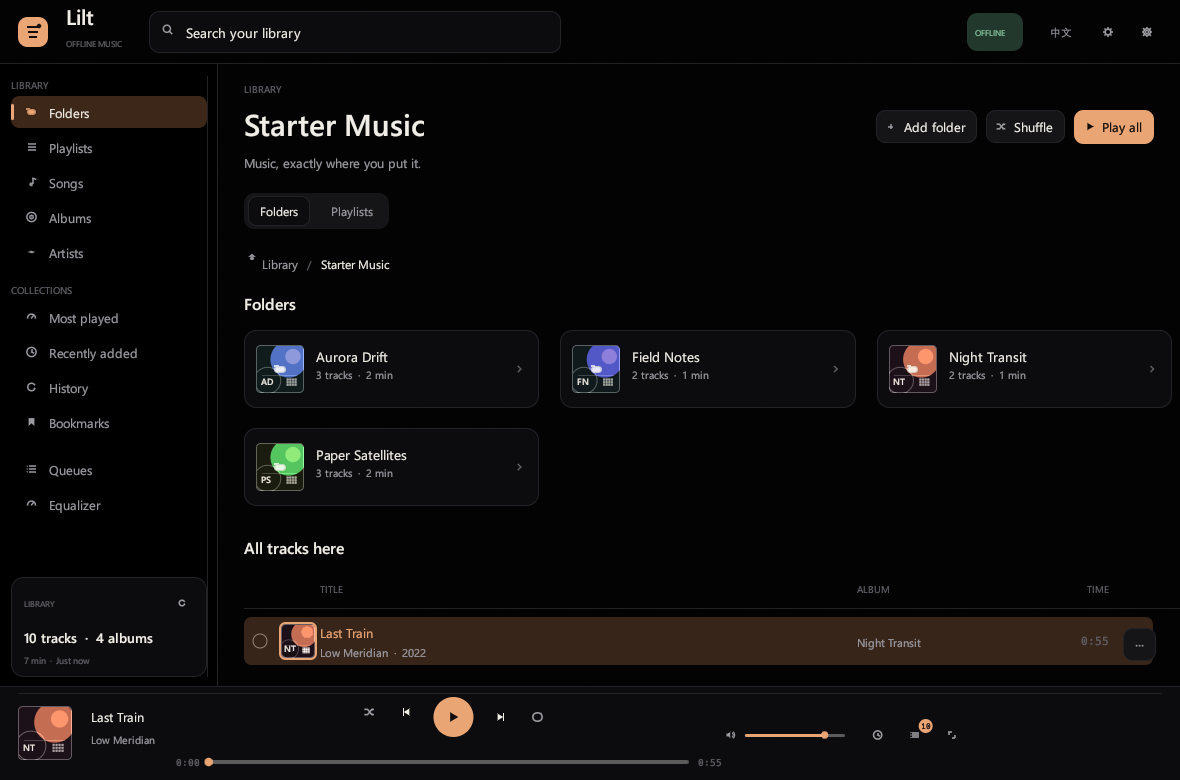 Lilt
OFFLINE MUSIC
Search your library
OFFLINE
中文
LIBRARY
Folders
Playlists
Songs
Albums
Artists
COLLECTIONS
Most played
Recently added
History
Bookmarks
Queues
Equalizer
LIBRARY
10 tracks · 4 albums
7 min · Just now
LIBRARY
Starter Music
Music, exactly where you put it.
Add folder
Shuffle
Play all
Folders Playlists
Library / Starter Music
Folders
AD
Aurora Drift
3 tracks · 2 min
FN
Field Notes
2 tracks · 1 min
NT
Night Transit
2 tracks · 1 min
PS
Paper Satellites
3 tracks · 2 min
All tracks here
TITLE ALBUM TIME
NT
Last Train
Low Meridian · 2022
Night Transit
0:55
NT
Last Train
Low Meridian
0:00
0:55
10